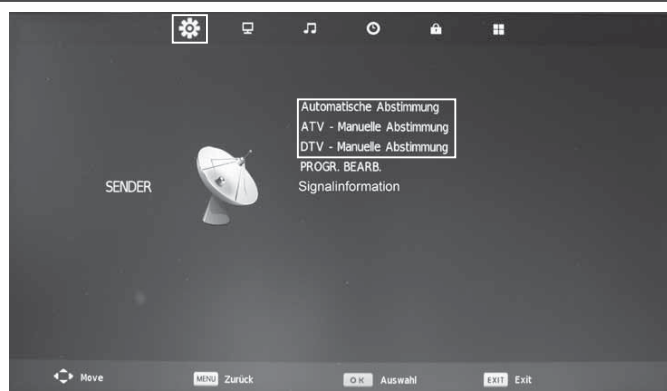 Automatische Abstimmung
ATV - Manuelle Abstimmung
DTV - Manuelle Abstimmung
PROGR. BEARB.
SENDER
Signalinformation
Move
MENU Zurück
OK Auswahl
EXIT Exit